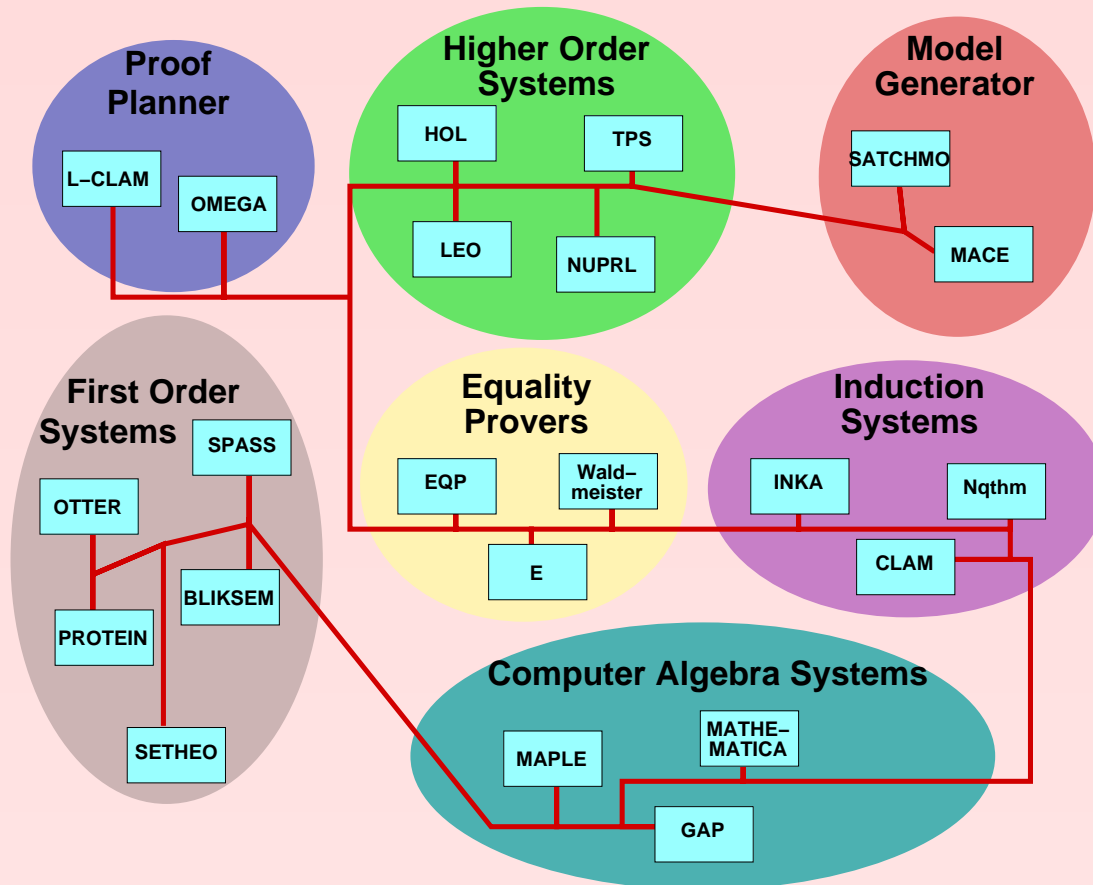 Proof
Planner
L–CLAM
OMEGA
Higher Order
Systems
HOL
TPS
LEO
NUPRL
Model
Generator
SATCHMO
MACE
First Order
Systems
SPASS
OTTER
BLIKSEM
PROTEIN
SETHEO
Equality
Provers
EQP
Wald–
meister
E
Induction
Systems
INKA
Nqthm
CLAM
Computer Algebra Systems
MAPLE
MATHE–
MATICA
GAP